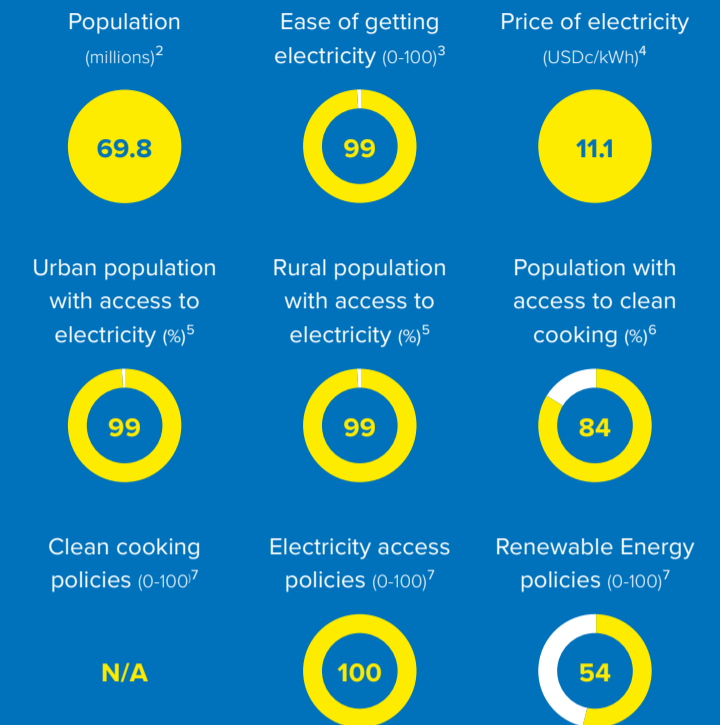 Population
(millions)²
69.8
Ease of getting
electricity (0-100)³
99
Price of electricity
(USDc/kWh)⁴
11.1
Urban population
with access to
electricity (%)⁵
99
Rural population
with access to
electricity (%)⁵
99
Population with
access to clean
cooking (%)⁶
84
Clean cooking
policies (0-100)⁷
N/A
Electricity access
policies (0-100)⁷
100
Renewable Energy
policies (0-100)⁷
54